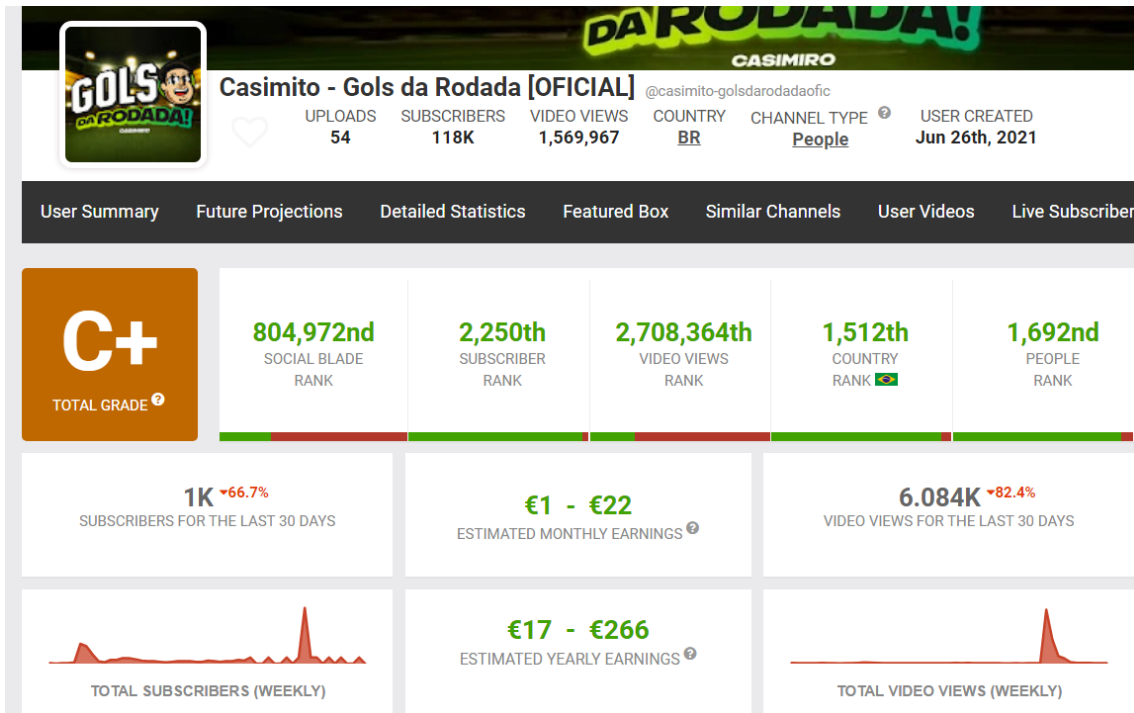 DA RODADA!
CASIMIRO
GOLS
DA RODADA!
CASIMIRO
Casimito - Gols da Rodada [OFICIAL] @casimito-golsdarodadaofic
UPLOADS SUBSCRIBERS VIDEO VIEWS COUNTRY CHANNEL TYPE ? USER CREATED
54 118K 1,569,967 BR People Jun 26th, 2021
User Summary Future Projections Detailed Statistics Featured Box Similar Channels User Videos Live Subscriber
C+
TOTAL GRADE ?
804,972nd 2,250th 2,708,364th 1,512th 1,692nd
SOCIAL BLADE SUBSCRIBER VIDEO VIEWS COUNTRY PEOPLE
RANK RANK RANK RANK RANK
1K 66.7%
SUBSCRIBERS FOR THE LAST 30 DAYS
€1 - €22
ESTIMATED MONTHLY EARNINGS ?
6.084K 82.4%
VIDEO VIEWS FOR THE LAST 30 DAYS
TOTAL SUBSCRIBERS (WEEKLY)
€17 - €266
ESTIMATED YEARLY EARNINGS ?
TOTAL VIDEO VIEWS (WEEKLY)